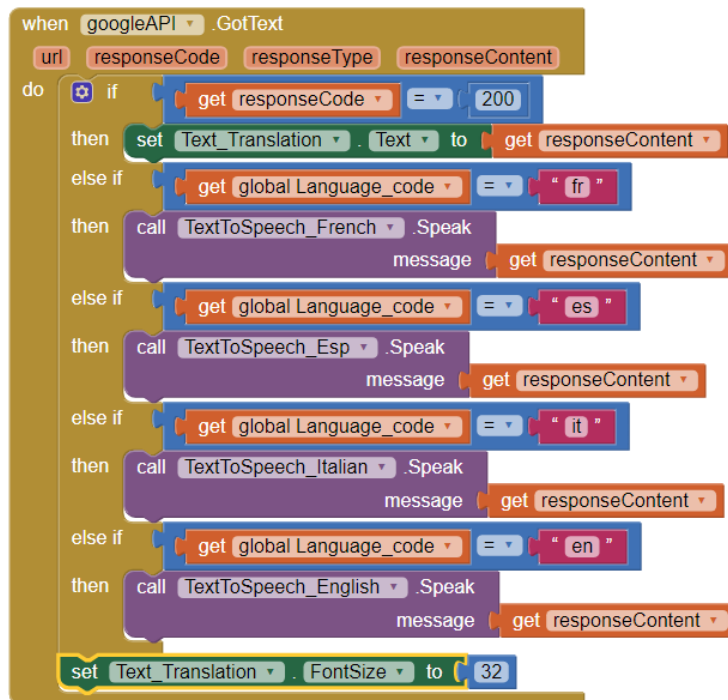 when googleAPI .GotText
url responseCode responseType responseContent
do if get responseCode = 200
then set Text_Translation . Text to get responseContent
else if get global Language_code = “ fr ”
then call TextToSpeech_French .Speak
message get responseContent
else if get global Language_code = “ es ”
then call TextToSpeech_Esp .Speak
message get responseContent
else if get global Language_code = “ it ”
then call TextToSpeech_Italian .Speak
message get responseContent
else if get global Language_code = “ en ”
then call TextToSpeech_English .Speak
message get responseContent
set Text_Translation . FontSize to 32